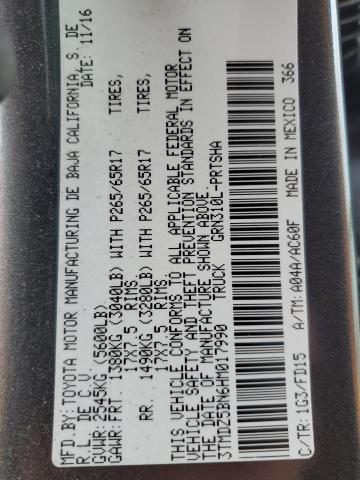 MFD.BY:TOYOTA MOTOR MANUFACTURING DE BAJA CALIFORNIA, S. DE
R. L. DE C.V. DATE: 11/16
GVWR: 2545KG (5600LB)
GAWR: FRT. 1380KG (3040LB) WITH P265/65R17 TIRES,
17X7.5 RIMS,
RR. 1490KG (3280LB) WITH P265/65R17 TIRES,
17X7.5 RIMS.
THIS VEHICLE CONFORMS TO ALL APPLICABLE FEDERAL MOTOR
VEHICLE SAFETY AND THEFT PREVENTION STANDARDS IN EFFECT ON
THE DATE OF MANUFACTURE SHOWN ABOVE.
3TMDZ5BN6HM017990 TRUCK GRN310L-PRTSHA
C/TR: 1G3/FD15 A/TM: A04A/AC60F MADE IN MEXICO 366